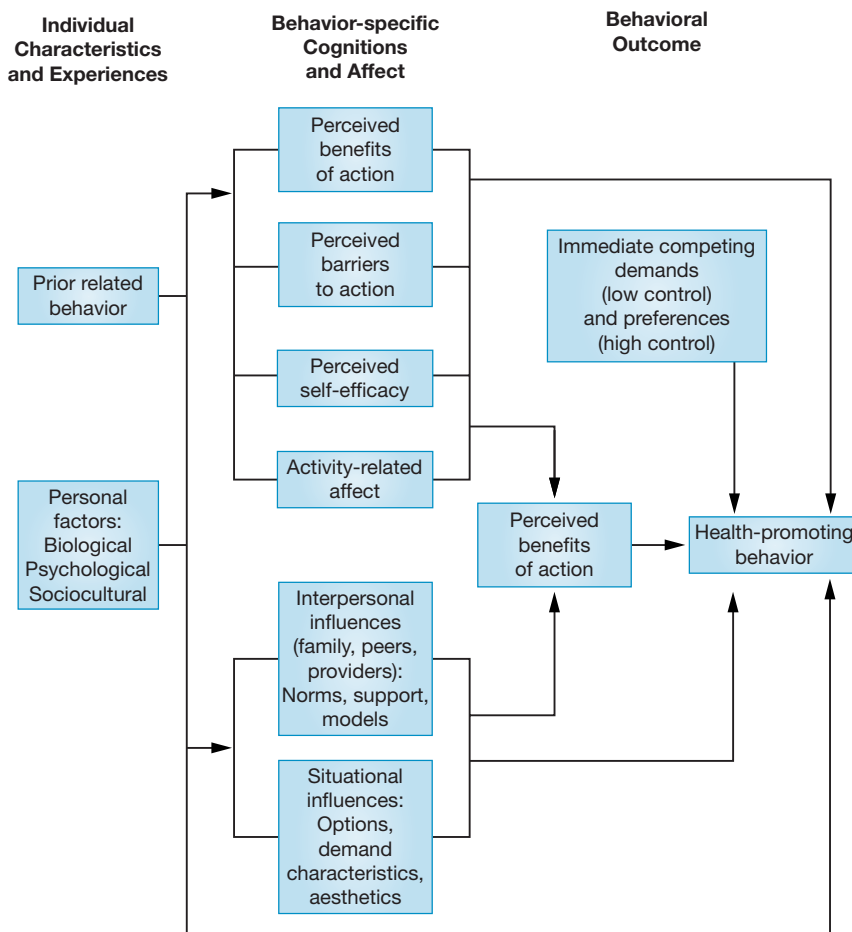 Individual
Characteristics
and Experiences
Behavior-specific
Cognitions
and Affect
Behavioral
Outcome
Perceived
benefits
of action
Perceived
barriers
to action
Immediate competing
demands
(low control)
and preferences
(high control)
Prior related
behavior
Perceived
self-efficacy
Activity-related
affect
Personal
factors:
Biological
Psychological
Sociocultural
Perceived
benefits
of action
Health-promoting
behavior
Interpersonal
influences
(family, peers,
providers):
Norms, support,
models
Situational
influences:
Options,
demand
characteristics,
aesthetics